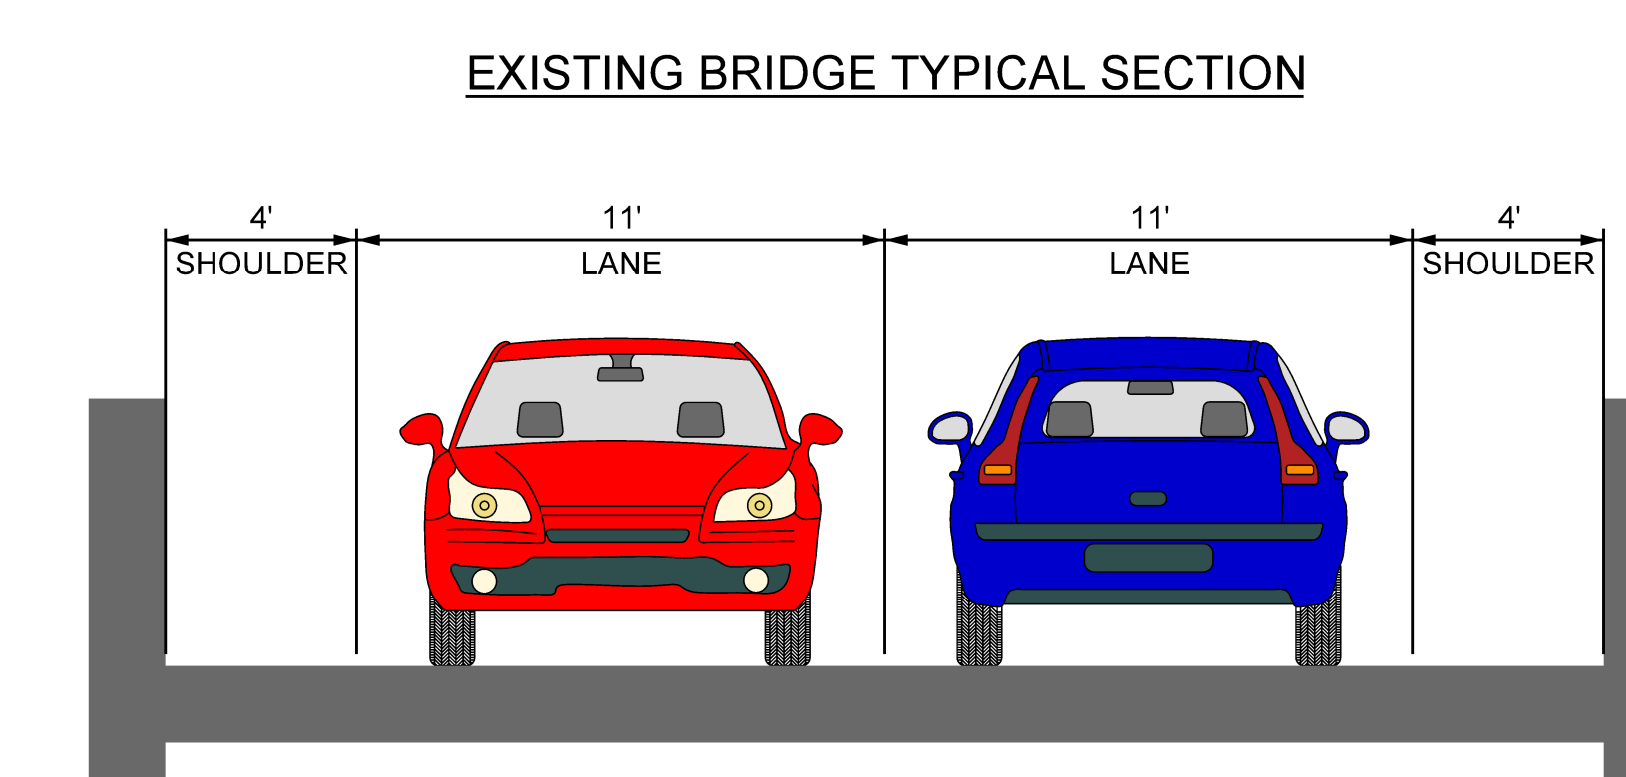 EXISTING BRIDGE TYPICAL SECTION
4' 11' 11' 4'
SHOULDER LANE LANE SHOULDER